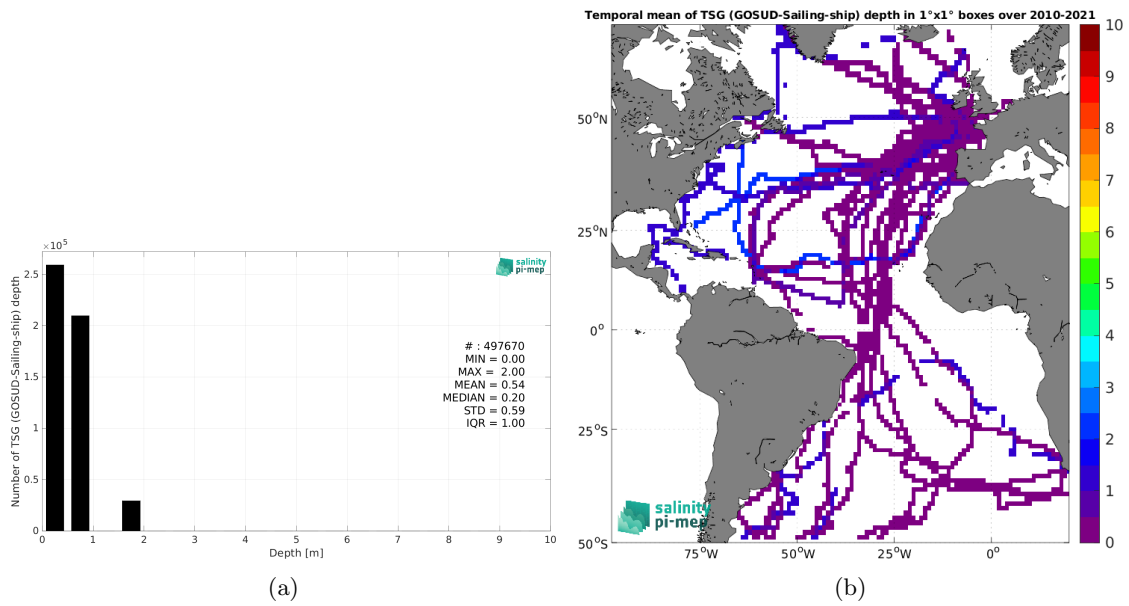 ×10⁵
2.5
2
1.5
1
0.5
0
Number of TSG (GOSUD-Sailing-ship) depth
salinity
pi-mep
# : 497670
MIN = 0.00
MAX = 2.00
MEAN = 0.54
MEDIAN = 0.20
STD = 0.59
IQR = 1.00
0 1 2 3 4 5 6 7 8 9 10
Depth [m]
(a)
Temporal mean of TSG (GOSUD-Sailing-ship) depth in 1°x1° boxes over 2010-2021
50°N
25°N
0°
25°S
50°S
75°W 50°W 25°W 0°
salinity
pi-mep
10
9
8
7
6
5
4
3
2
1
0
(b)